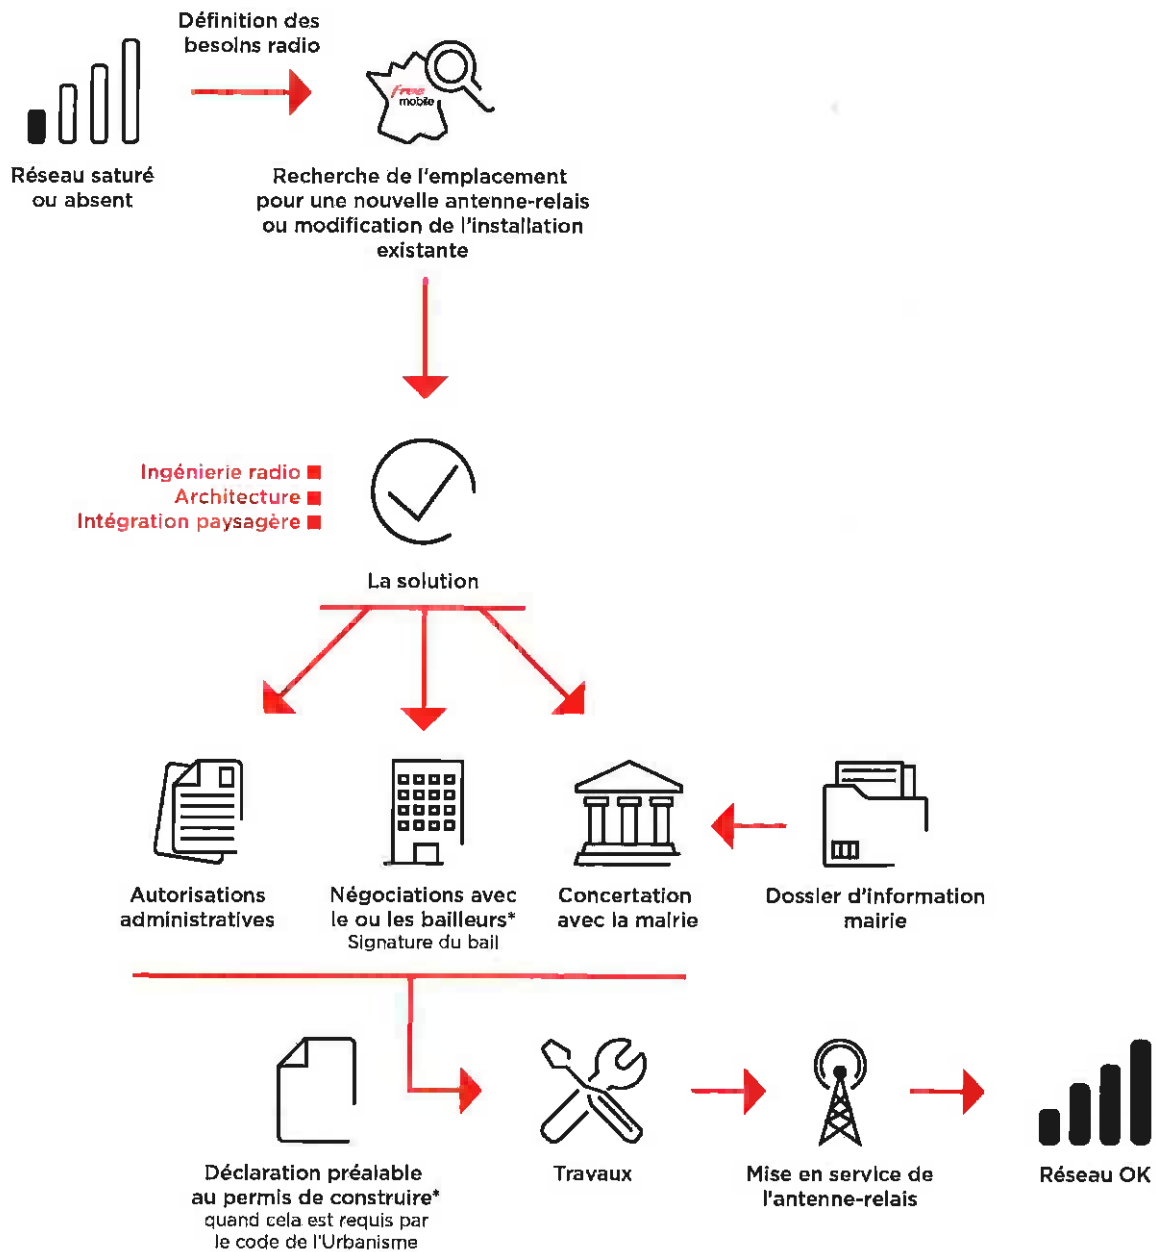 Définition des
besoins radio
free
mobile
Réseau saturé
ou absent
Recherche de l'emplacement
pour une nouvelle antenne-relais
ou modification de l'installation
existante
Ingénierie radio
Architecture
Intégration paysagère
La solution
Autorisations
administratives
Négociations avec
le ou les bailleurs*
Signature du bail
Concertation
avec la mairie
Dossier d'information
mairie
Déclaration préalable
au permis de construire*
quand cela est requis par
le code de l'Urbanisme
Travaux
Mise en service de
l'antenne-relais
Réseau OK